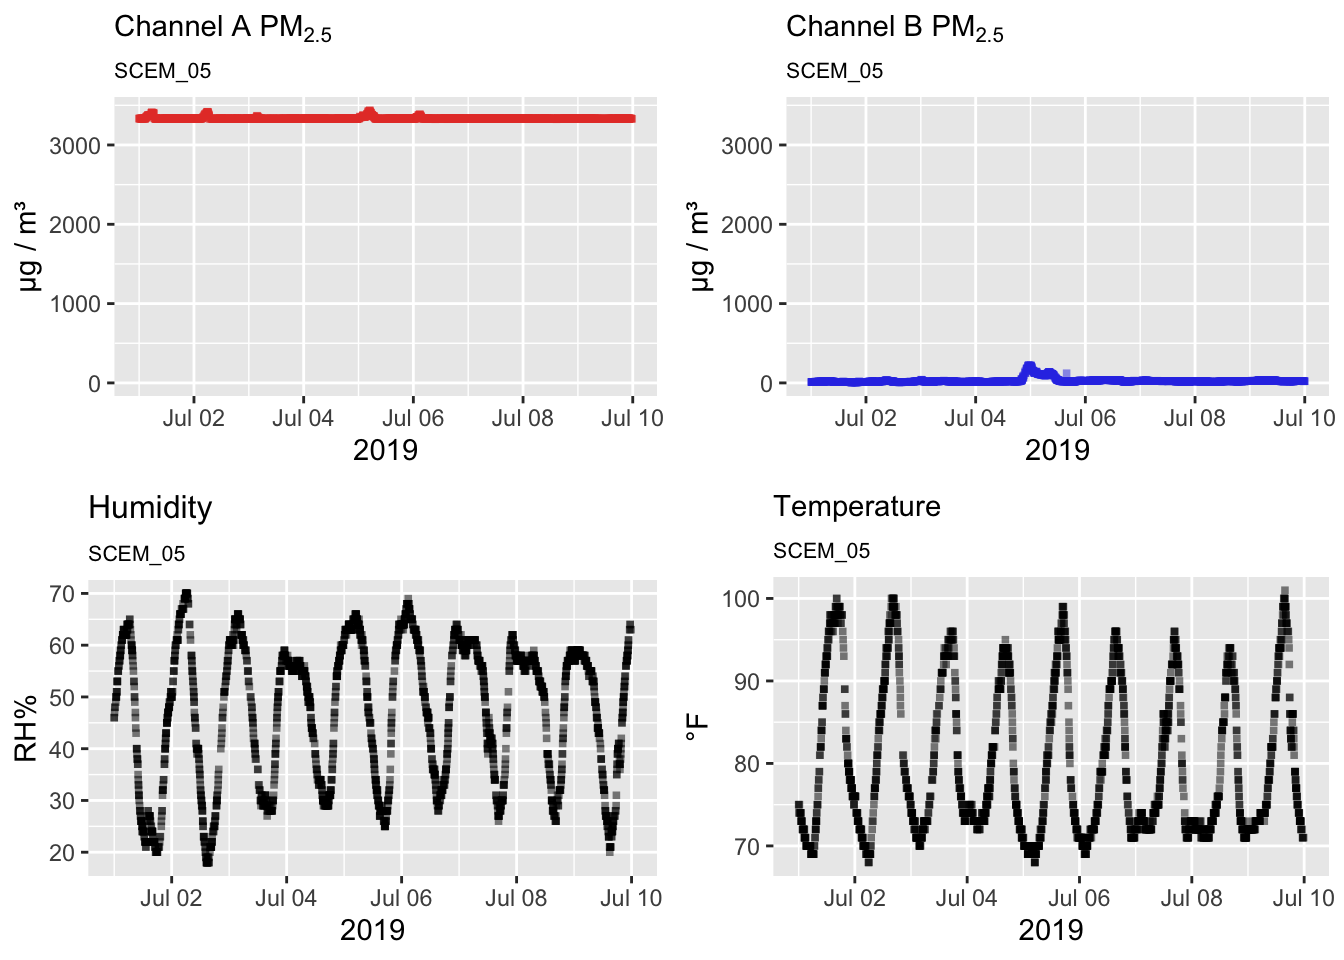 Channel A PM2.5
SCEM_05
3000
2000
1000
0
µg / m³
Jul 02 Jul 04 Jul 06 Jul 08 Jul 10
2019
Channel B PM2.5
SCEM_05
3000
2000
1000
0
µg / m³
Jul 02 Jul 04 Jul 06 Jul 08 Jul 10
2019
Humidity
SCEM_05
70
60
50
40
30
20
RH%
Jul 02 Jul 04 Jul 06 Jul 08 Jul 10
2019
Temperature
SCEM_05
100
90
80
70
°F
Jul 02 Jul 04 Jul 06 Jul 08 Jul 10
2019